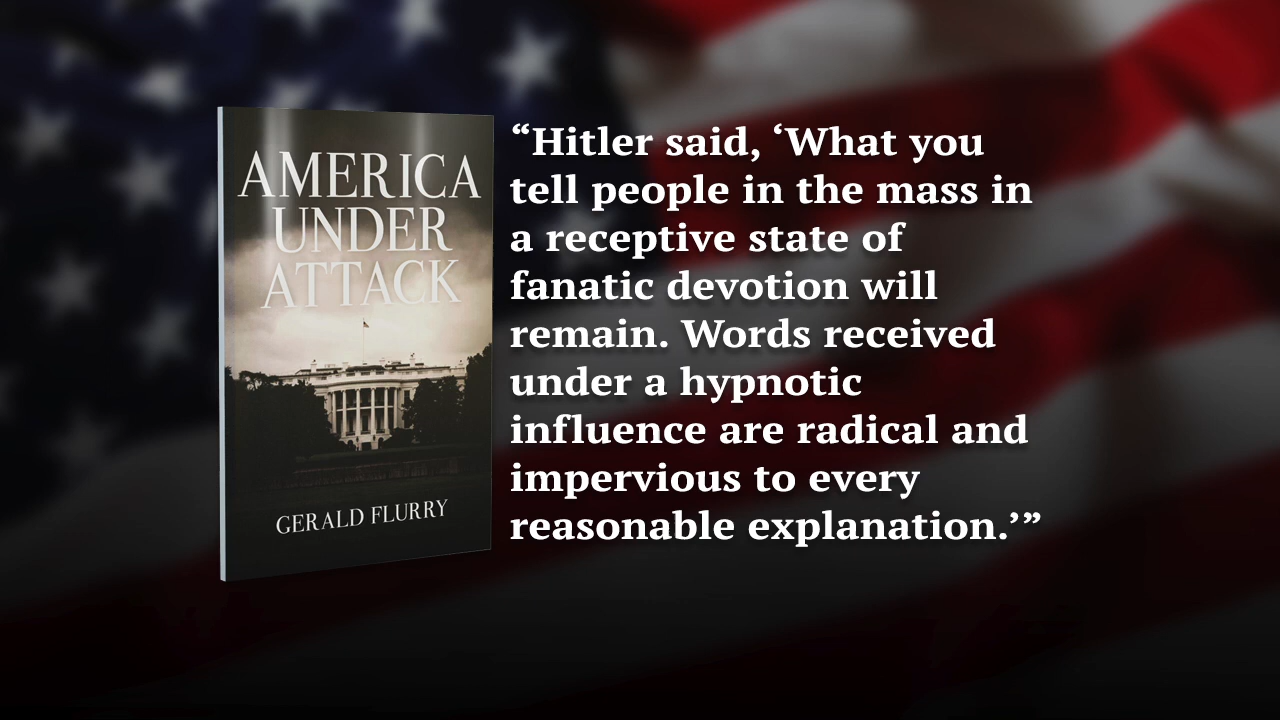 AMERICA
UNDER
ATTACK
GERALD FLURRY
“Hitler said, ‘What you
tell people in the mass in
a receptive state of
fanatic devotion will
remain. Words received
under a hypnotic
influence are radical and
impervious to every
reasonable explanation.’”